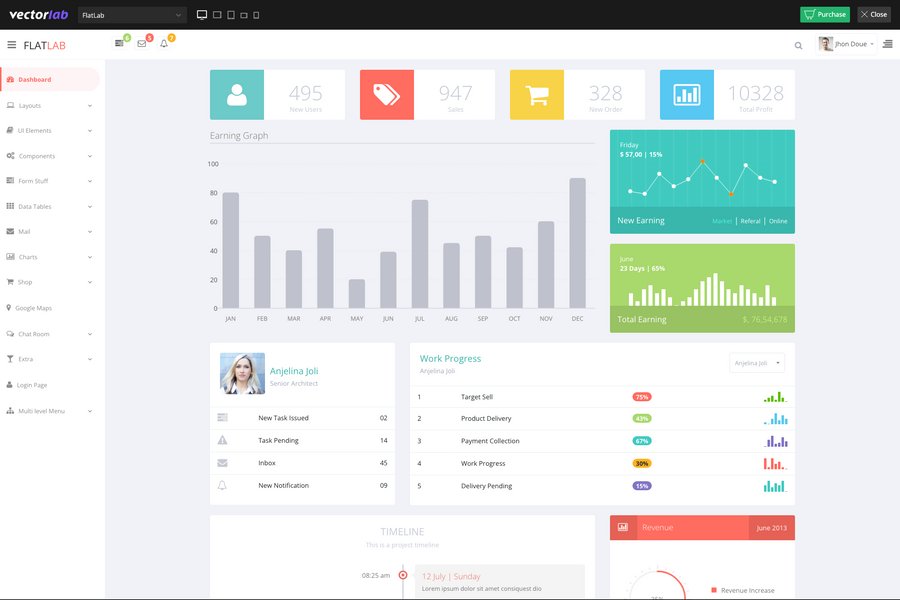 vectorlab FlatLab Purchase Close
FLATLAB 6 5 7 Jhon Doue
Dashboard
Layouts
UI Elements
Components
Form Stuff
Data Tables
Mail
Charts
Shop
Google Maps
Chat Room
Extra
Login Page
Multi level Menu
495
New Users
947
Sales
328
New Order
10328
Total Profit
Earning Graph
100
80
60
40
20
0
JAN FEB MAR APR MAY JUN JUL AUG SEP OCT NOV DEC
Friday
$ 57,00 | 15%
New Earning Market | Referal | Online
June
23 Days | 65%
Total Earning $, 76,54,678
Anjelina Joli
Senior Architect
New Task Issued 02
Task Pending 14
Inbox 45
New Notification 09
Work Progress
Anjelina Joli
Anjelina Joli
1 Target Sell 75%
2 Product Delivery 43%
3 Payment Collection 67%
4 Work Progress 30%
5 Delivery Pending 15%
TIMELINE
This is a project timeline
08:25 am
12 July | Sunday
Lorem ipsum dolor sit amet consiquest dio
Revenue June 2013
Revenue Increase